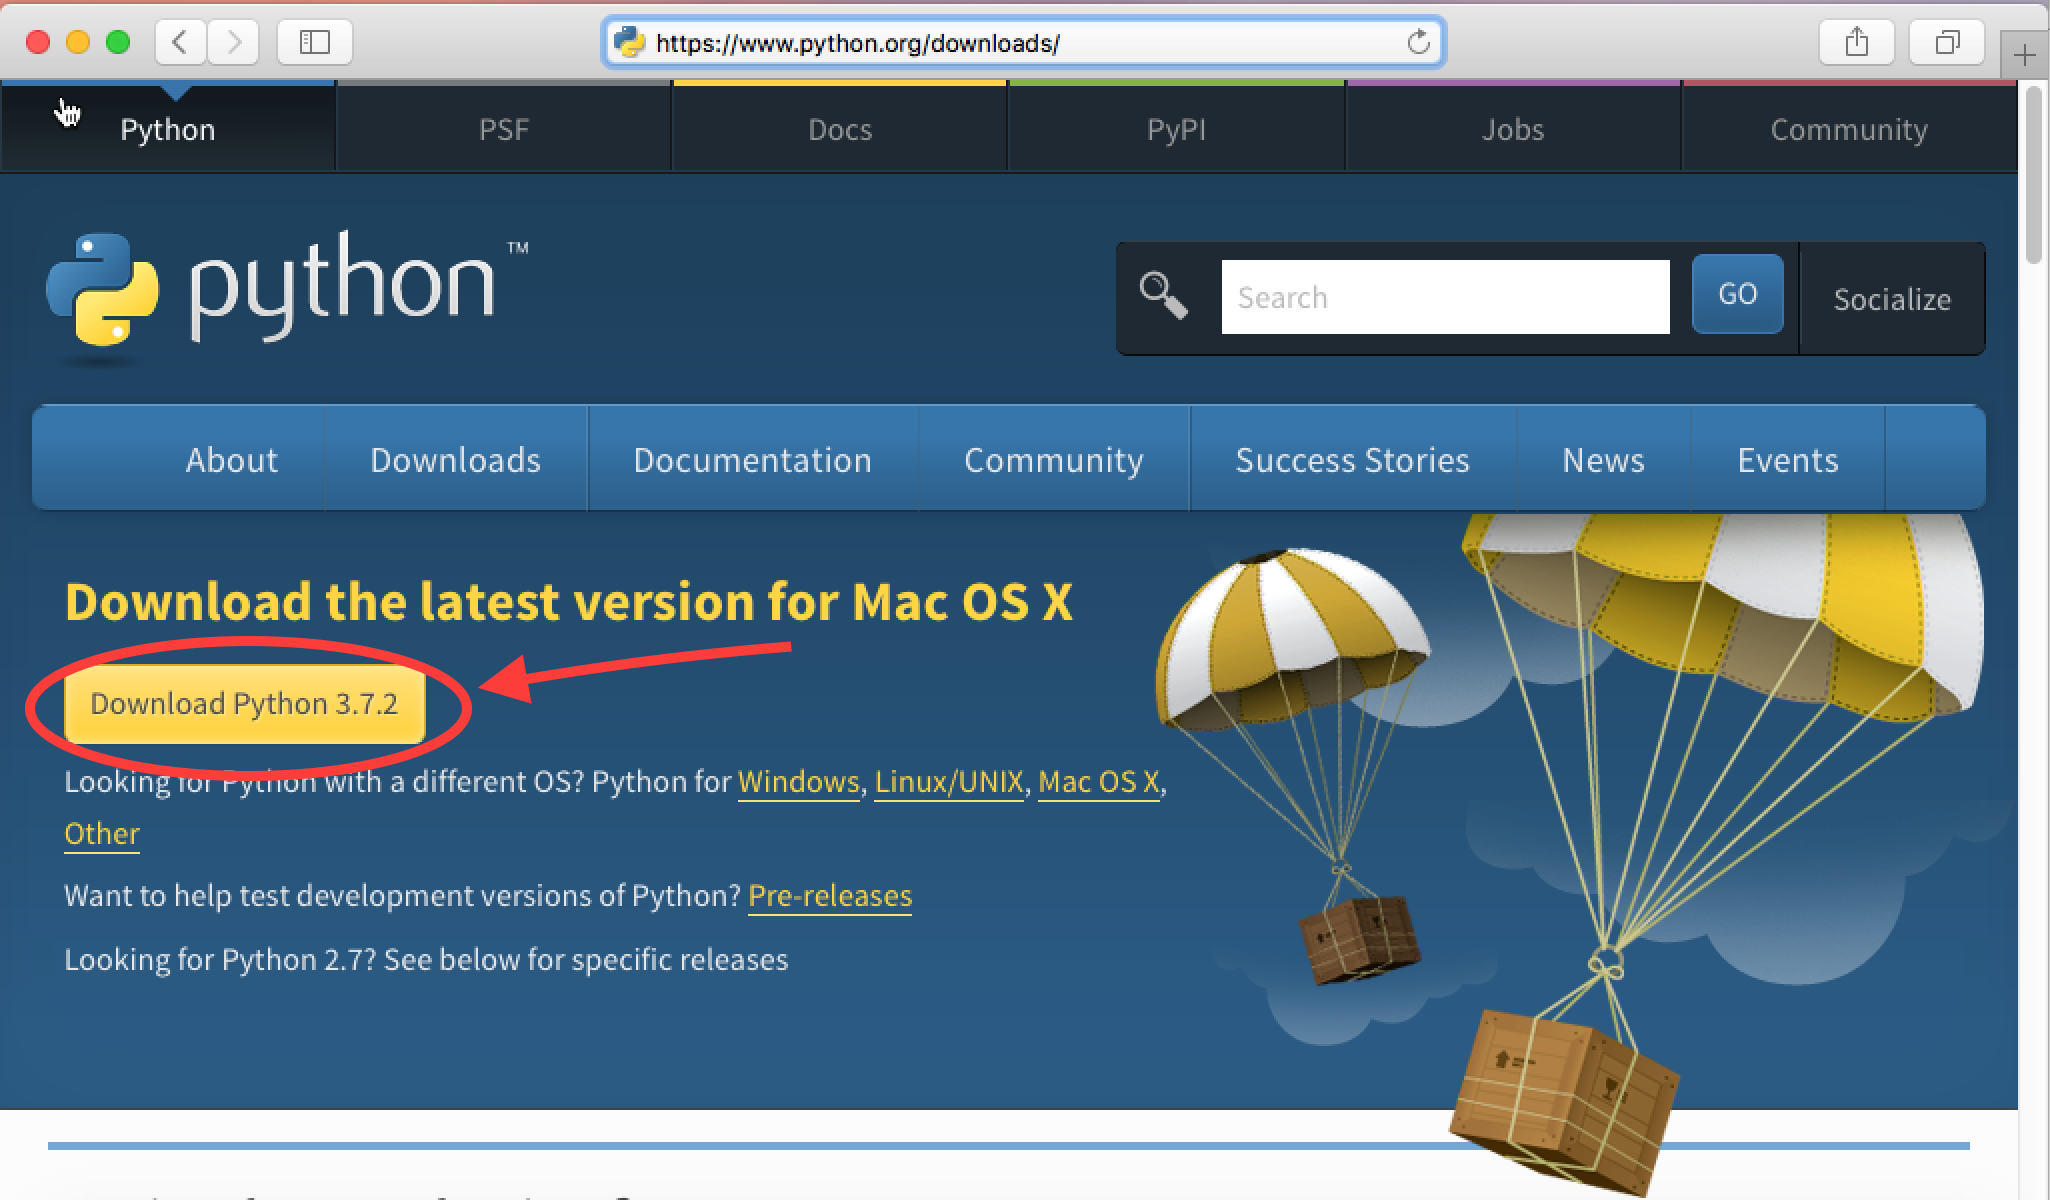 https://www.python.org/downloads/
Python PSF Docs PyPI Jobs Community
python™
Search GO Socialize
About Downloads Documentation Community Success Stories News Events
Download the latest version for Mac OS X
Download Python 3.7.2
Looking for Python with a different OS? Python for Windows, Linux/UNIX, Mac OS X,
Other
Want to help test development versions of Python? Pre-releases
Looking for Python 2.7? See below for specific releases